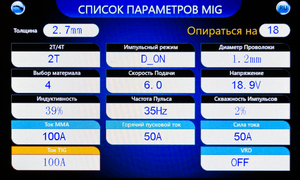 СПИСОК ПАРАМЕТРОВ MIG
Толщина 2.7mm Опираться на 18
2T/4T Импульсный режим Диаметр Проволоки
2T D_ON 1.2mm
Выбор материала Скорость Подачи Напряжение
4 6.0 18.9V
Индуктивность Частота Пульса Скважность Импульсов
39% 35Hz 2%
Ток MMA Горячий пусковой ток Сила тока
100A 50A 50A
Ток TIG VRD
100A OFF